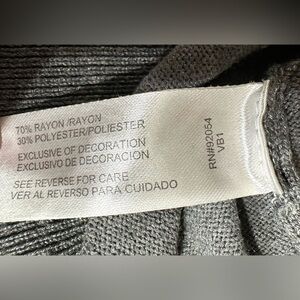 70% RAYON/RAYON
30% POLYESTER/POLIESTER
EXCLUSIVE OF DECORATION
EXCLUSIVO DE DECORACION
SEE REVERSE FOR CARE
VER AL REVERSO PARA CUIDADO
RN#92054
VB1